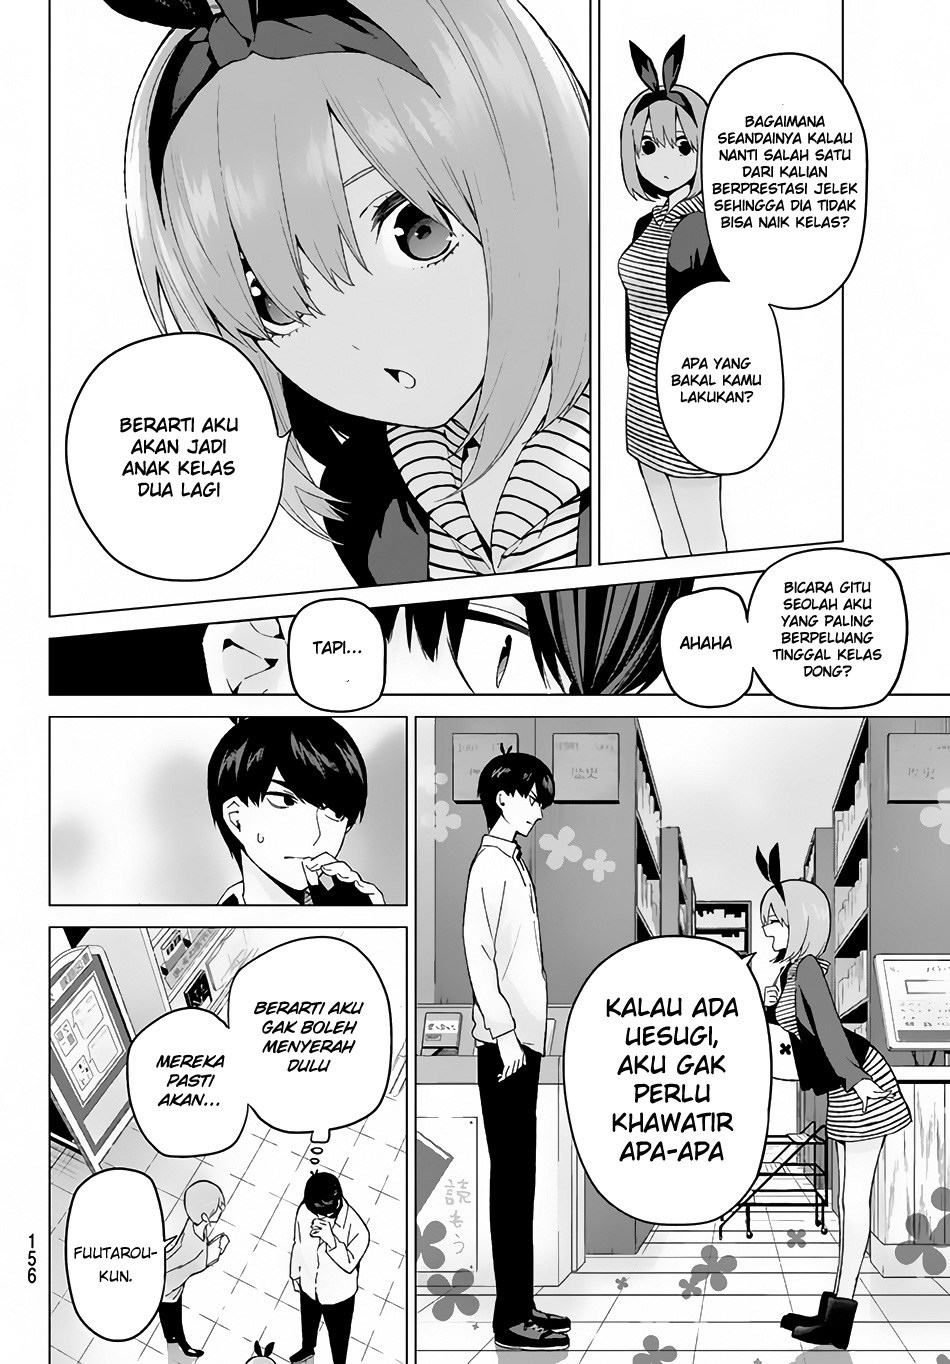 BAGAIMANA
SEANDAINYA KALAU
NANTI SALAH SATU
DARI KALIAN
BERPRESTASI JELEK
SEHINGGA DIA TIDAK
BISA NAIK KELAS?
APA YANG
BAKAL KAMU
LAKUKAN?
BERARTI AKU
AKAN JADI
ANAK KELAS
DUA LAGI
BICARA GITU
SEOLAH AKU
YANG PALING
BERPELUANG
TINGGAL KELAS
DONG?
AHAHA
TAPI...
歴史
KALAU ADA
UESUGI,
AKU GAK
PERLU
KHAWATIR
APA-APA
読もう
BERARTI AKU
GAK BOLEH
MENYERAH
DULU
MEREKA
PASTI
AKAN...
FUUTAROU-
KUN.
156